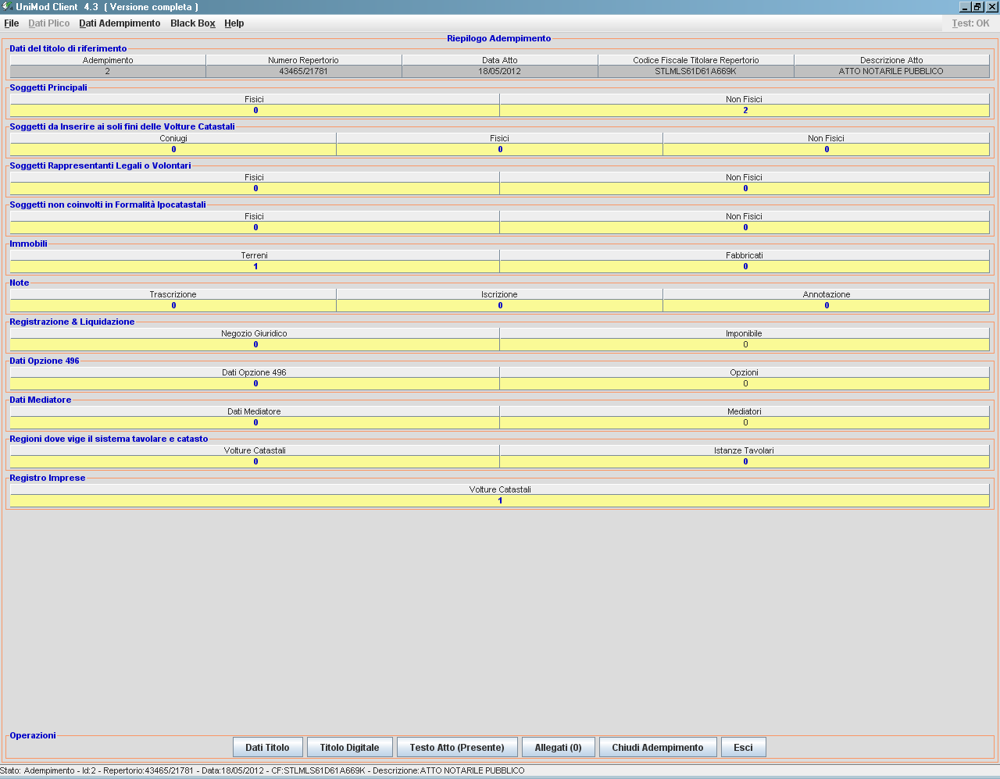 UniMod Client 4.3 ( Versione completa )
File Dati Plico Dati Adempimento Black Box Help Test: OK
Riepilogo Adempimento
Dati del titolo di riferimento
Adempimento Numero Repertorio Data Atto Codice Fiscale Titolare Repertorio Descrizione Atto
2 43465/21781 18/05/2012 STLMLS61D61A669K ATTO NOTARILE PUBBLICO
Soggetti Principali
Fisici Non Fisici
0 2
Soggetti da Inserire ai soli fini delle Volture Catastali
Coniugi Fisici Non Fisici
0 0 0
Soggetti Rappresentanti Legali o Volontari
Fisici Non Fisici
0 0
Soggetti non coinvolti in Formalità Ipocatastali
Fisici Non Fisici
0 0
Immobili
Terreni Fabbricati
1 0
Note
Trascrizione Iscrizione Annotazione
0 0 0
Registrazione & Liquidazione
Negozio Giuridico Imponibile
0 0
Dati Opzione 496
Dati Opzione 496 Opzioni
0 0
Dati Mediatore
Dati Mediatore Mediatori
0 0
Regioni dove vige il sistema tavolare e catasto
Volture Catastali Istanze Tavolari
0 0
Registro Imprese
Volture Catastali
1
Operazioni
Dati Titolo Titolo Digitale Testo Atto (Presente) Allegati (0) Chiudi Adempimento Esci
Stato: Adempimento - Id:2 - Repertorio:43465/21781 - Data:18/05/2012 - CF:STLMLS61D61A669K - Descrizione:ATTO NOTARILE PUBBLICO